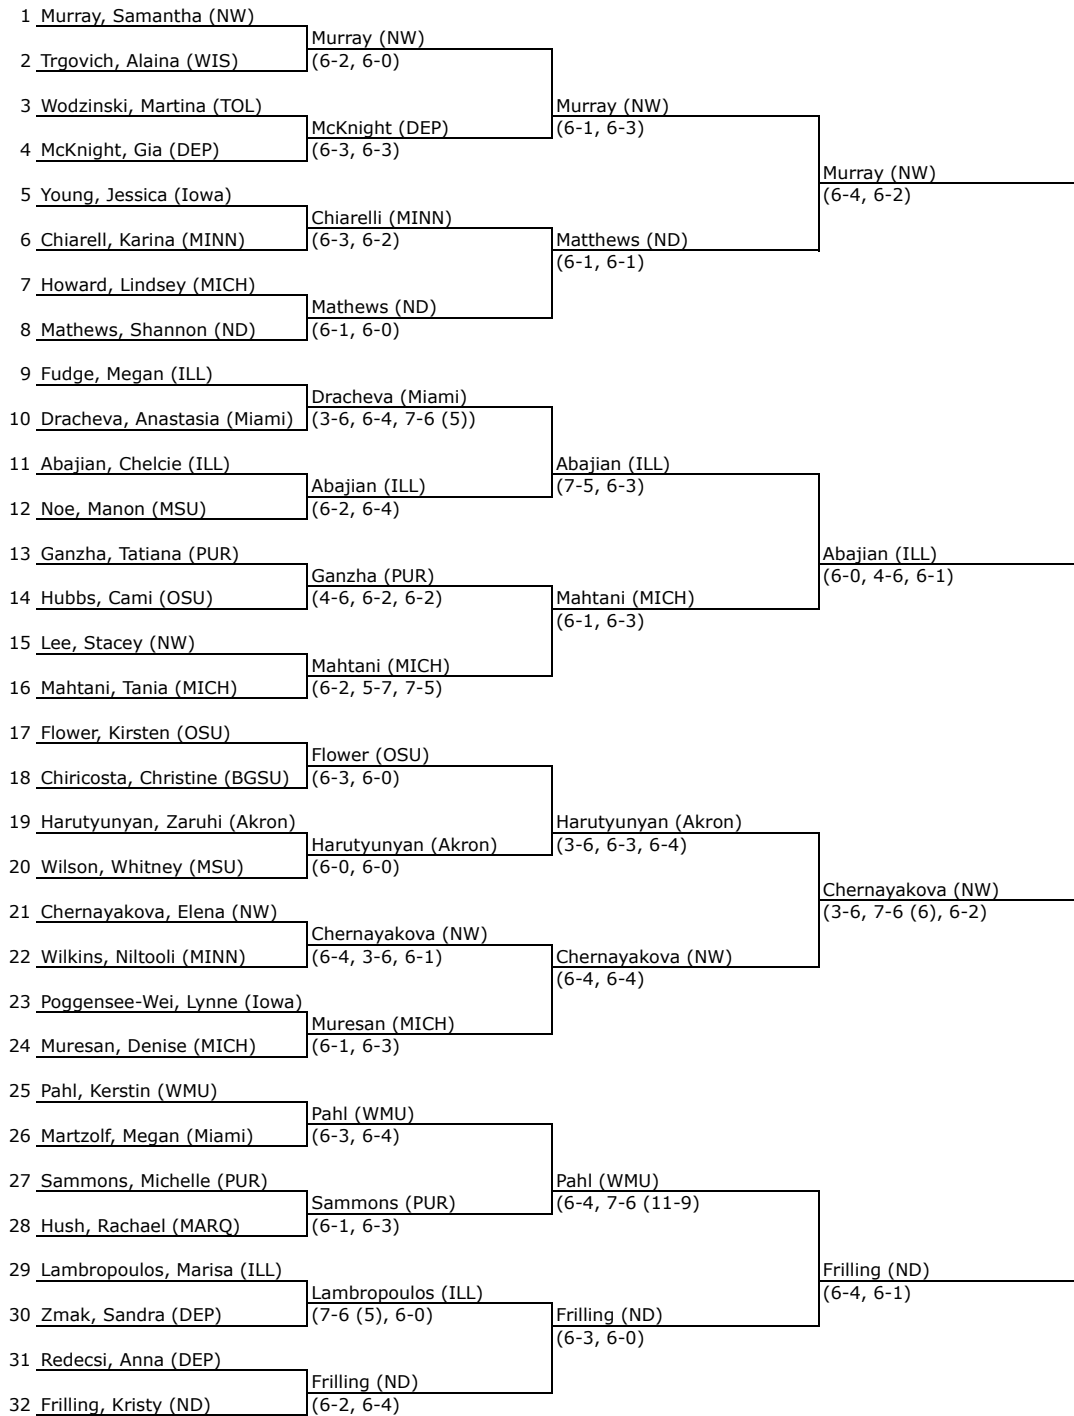 1 Murray, Samantha (NW)
2 Trgovich, Alaina (WIS)
3 Wodzinski, Martina (TOL)
4 McKnight, Gia (DEP)
5 Young, Jessica (Iowa)
6 Chiarell, Karina (MINN)
7 Howard, Lindsey (MICH)
8 Mathews, Shannon (ND)
9 Fudge, Megan (ILL)
10 Dracheva, Anastasia (Miami)
11 Abajian, Chelcie (ILL)
12 Noe, Manon (MSU)
13 Ganzha, Tatiana (PUR)
14 Hubbs, Cami (OSU)
15 Lee, Stacey (NW)
16 Mahtani, Tania (MICH)
17 Flower, Kirsten (OSU)
18 Chiricosta, Christine (BGSU)
19 Harutyunyan, Zaruhi (Akron)
20 Wilson, Whitney (MSU)
21 Chernayakova, Elena (NW)
22 Wilkins, Niltooli (MINN)
23 Poggensee-Wei, Lynne (Iowa)
24 Muresan, Denise (MICH)
25 Pahl, Kerstin (WMU)
26 Martzolf, Megan (Miami)
27 Sammons, Michelle (PUR)
28 Hush, Rachael (MARQ)
29 Lambropoulos, Marisa (ILL)
30 Zmak, Sandra (DEP)
31 Redecsi, Anna (DEP)
32 Frilling, Kristy (ND)
Murray (NW)
(6-2, 6-0)
McKnight (DEP)
(6-3, 6-3)
Chiarelli (MINN)
(6-3, 6-2)
Mathews (ND)
(6-1, 6-0)
Dracheva (Miami)
(3-6, 6-4, 7-6 (5))
Abajian (ILL)
(6-2, 6-4)
Ganzha (PUR)
(4-6, 6-2, 6-2)
Mahtani (MICH)
(6-2, 5-7, 7-5)
Flower (OSU)
(6-3, 6-0)
Harutyunyan (Akron)
(6-0, 6-0)
Chernayakova (NW)
(6-4, 3-6, 6-1)
Muresan (MICH)
(6-1, 6-3)
Pahl (WMU)
(6-3, 6-4)
Sammons (PUR)
(6-1, 6-3)
Lambropoulos (ILL)
(7-6 (5), 6-0)
Frilling (ND)
(6-2, 6-4)
Murray (NW)
(6-1, 6-3)
Matthews (ND)
(6-1, 6-1)
Abajian (ILL)
(7-5, 6-3)
Mahtani (MICH)
(6-1, 6-3)
Harutyunyan (Akron)
(3-6, 6-3, 6-4)
Chernayakova (NW)
(6-4, 6-4)
Pahl (WMU)
(6-4, 7-6 (11-9)
Frilling (ND)
(6-3, 6-0)
Murray (NW)
(6-4, 6-2)
Abajian (ILL)
(6-0, 4-6, 6-1)
Chernayakova (NW)
(3-6, 7-6 (6), 6-2)
Frilling (ND)
(6-4, 6-1)